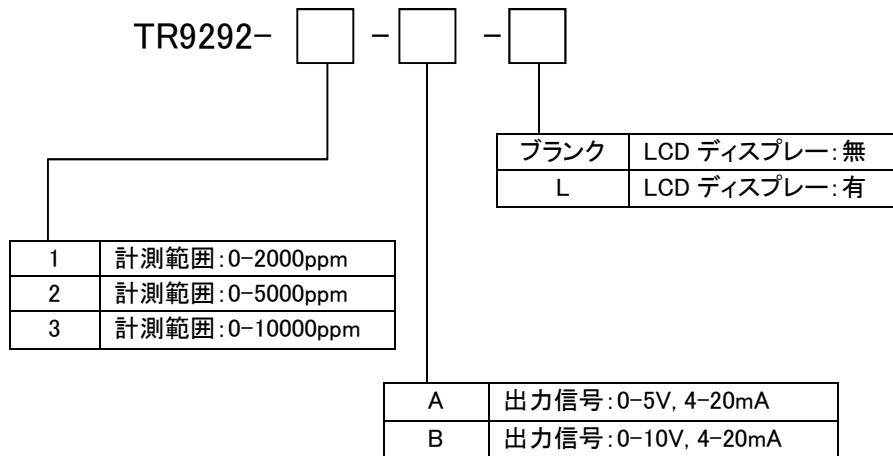 TR9292- - -
ブランク LCD ディスプレー:無
L LCD ディスプレー:有
1 計測範囲:0-2000ppm
2 計測範囲:0-5000ppm
3 計測範囲:0-10000ppm
A 出力信号:0-5V, 4-20mA
B 出力信号:0-10V, 4-20mA